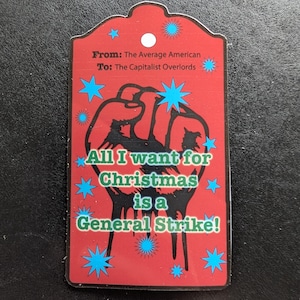 From: The Average American
To: The Capitalist Overlords
All I want for
Christmas
is a
General Strike!